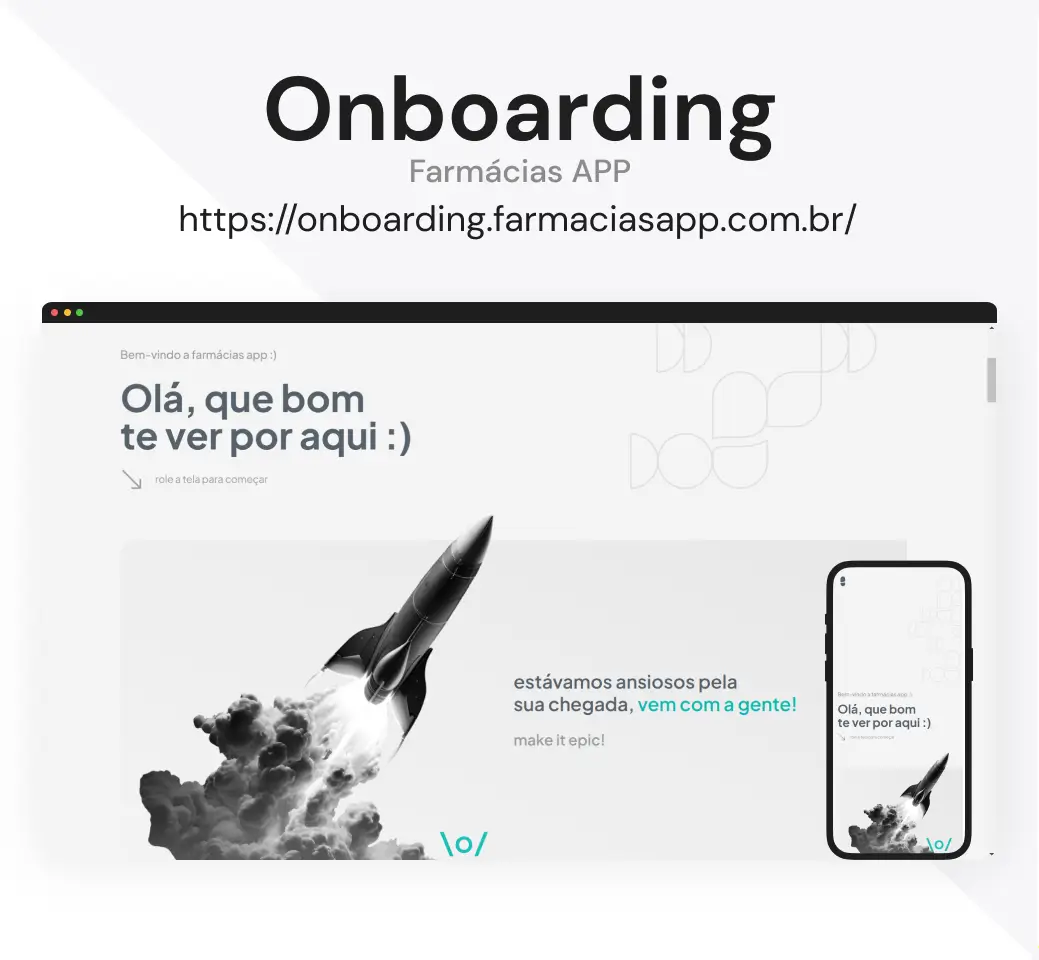 Onboarding
Farmácias APP
https://onboarding.farmaciasapp.com.br/
Bem-vindo a farmácias app :)
Olá, que bom
te ver por aqui :)
role a tela para começar
estávamos ansiosos pela
sua chegada, vem com a gente!
make it epic!
\o/
Bem-vindo a farmácias app :)
Olá, que bom
te ver por aqui :)
\o/